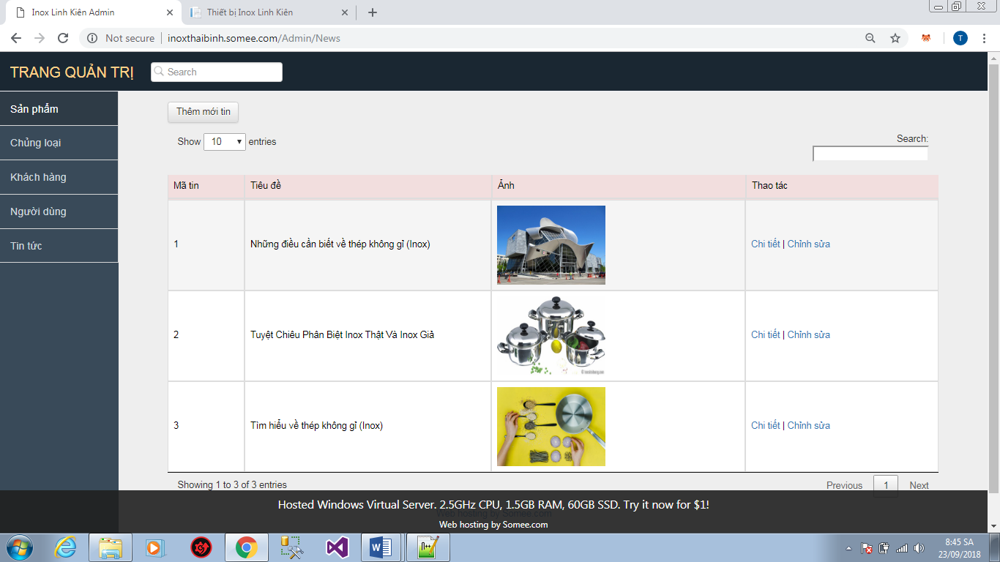 Inox Linh Kiên Admin
Thiết bị Inox Linh Kiên
Not secure | inoxthaibinh.somee.com/Admin/News
T
TRANG QUẢN TRỊ
Search
Sản phẩm
Chủng loại
Khách hàng
Người dùng
Tin tức
Thêm mới tin
Show 10 entries
Search:
Mã tin Tiêu đề Ảnh Thao tác
1 Những điều cần biết về thép không gỉ (Inox) Chi tiết | Chỉnh sửa
2 Tuyệt Chiêu Phân Biệt Inox Thật Và Inox Giả Chi tiết | Chỉnh sửa
3 Tìm hiểu về thép không gỉ (Inox) Chi tiết | Chỉnh sửa
Showing 1 to 3 of 3 entries
Previous 1 Next
Hosted Windows Virtual Server. 2.5GHz CPU, 1.5GB RAM, 60GB SSD. Try it now for $1!
Web hosting by Somee.com
Web hosting by Somee.com
8:45 SA
23/09/2018